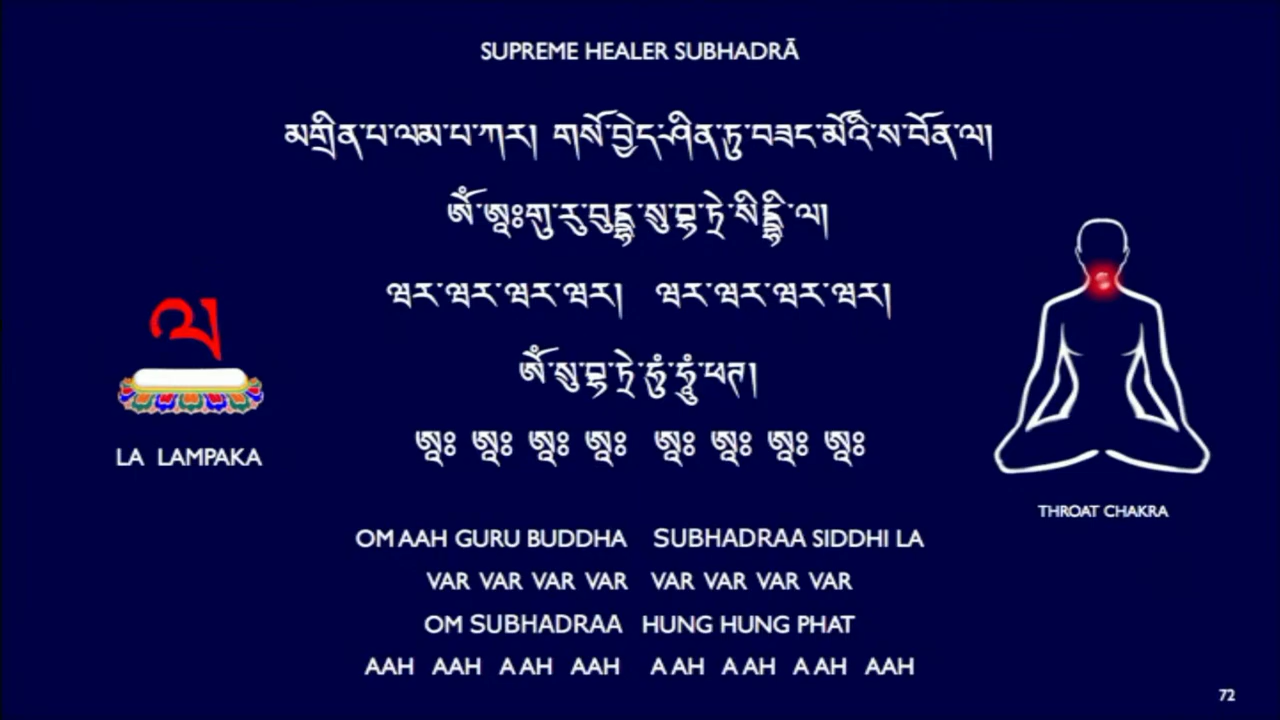 SUPREME HEALER SUBHADRĀ
མགྲིན་པ་ལམ་པ་ཀར། གསོ་བྱེད་ཤིན་ཏུ་བཟང་མོའི་ས་བོན་ལ།
ཨོཾ་ཨཱཿགུ་རུ་བུདྡྷ་སུ་བྷ་ཏྲེ་སིདྡྷི་ལ།
ཝར་ཝར་ཝར་ཝར། ཝར་ཝར་ཝར་ཝར།
ཨོཾ་སུ་བྷ་ཏྲེ་ཧུཾ་ཧཱུཾ་ཕཊ།
ཨཱཿ ཨཱཿ ཨཱཿ ཨཱཿ ཨཱཿ ཨཱཿ ཨཱཿ ཨཱཿ
ལ
LA LAMPAKA
THROAT CHAKRA
OM AAH GURU BUDDHA SUBHADRAA SIDDHI LA
VAR VAR VAR VAR VAR VAR VAR VAR
OM SUBHADRAA HUNG HUNG PHAT
AAH AAH AAH AAH AAH AAH AAH AAH
72